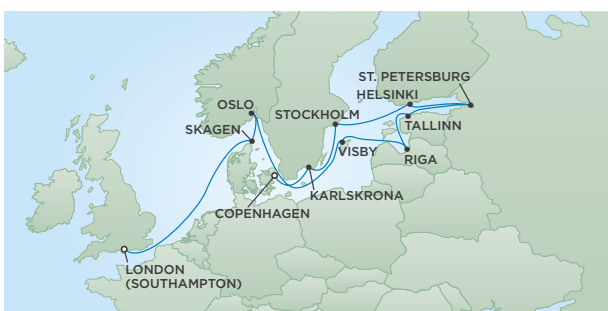 ST. PETERSBURG
HELSINKI
OSLO
STOCKHOLM
SKAGEN
TALLINN
VISBY
RIGA
KARLSKRONA
COPENHAGEN
LONDON
(SOUTHAMPTON)